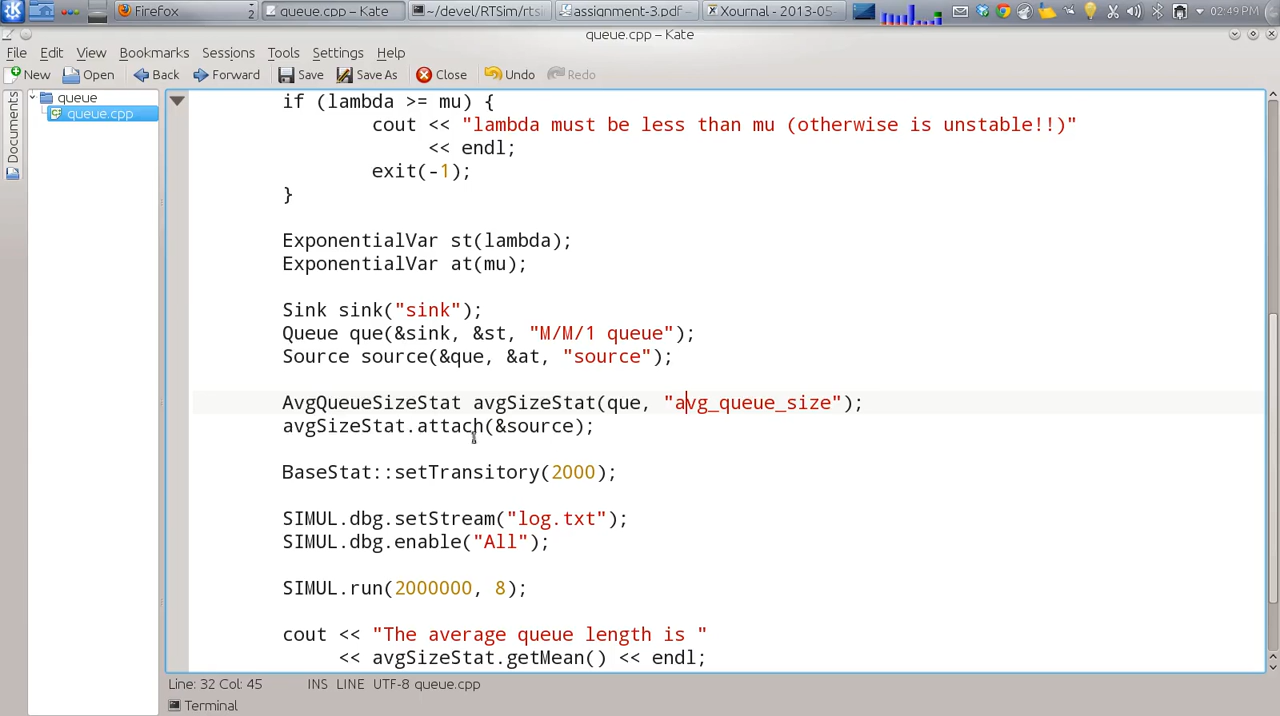 Firefox 2 queue.cpp – Kate ~/devel/RTSim/rts assignment-3.pdf – Xournal - 2013-05- 02:49 PM
queue.cpp – Kate
File Edit View Bookmarks Sessions Tools Settings Help
New Open Back Forward Save Save As Close Undo Redo
Documents
queue
queue.cpp
if (lambda >= mu) {
cout << "lambda must be less than mu (otherwise is unstable!!)"
<< endl;
exit(-1);
}
ExponentialVar st(lambda);
ExponentialVar at(mu);
Sink sink("sink");
Queue que(&sink, &st, "M/M/1 queue");
Source source(&que, &at, "source");
AvgQueueSizeStat avgSizeStat(que, "avg_queue_size");
avgSizeStat.attach(&source);
BaseStat::setTransitory(2000);
SIMUL.dbg.setStream("log.txt");
SIMUL.dbg.enable("All");
SIMUL.run(2000000, 8);
cout << "The average queue length is "
<< avgSizeStat.getMean() << endl;
Line: 32 Col: 45 INS LINE UTF-8 queue.cpp
Terminal